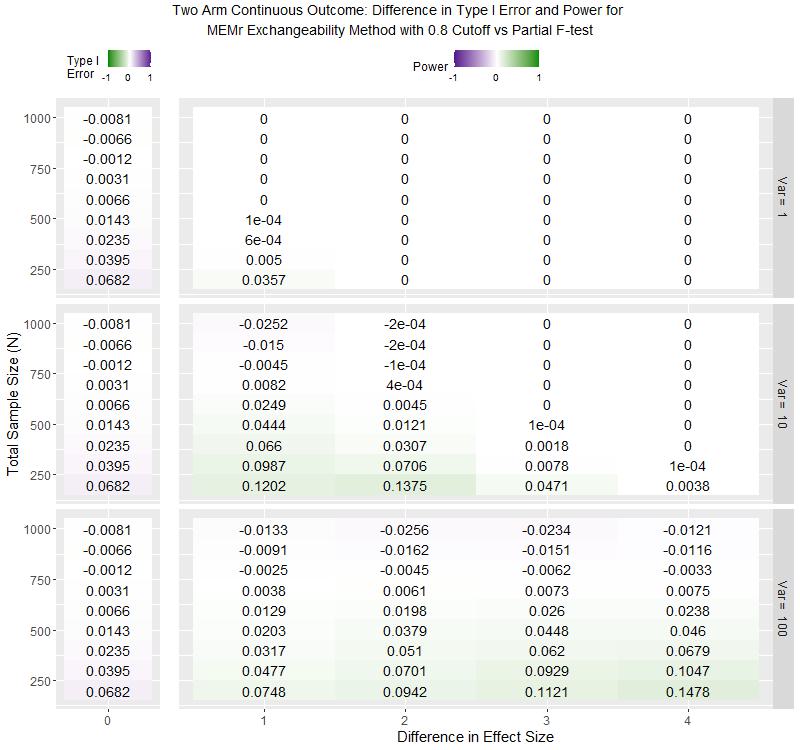 Two Arm Continuous Outcome: Difference in Type I Error and Power for
MEMr Exchangeability Method with 0.8 Cutoff vs Partial F-test
Type I
Error
-1 0 1
Power
-1 0 1
Total Sample Size (N)
1000 -0.0081 0 0 0 0
-0.0066 0 0 0 0
750 -0.0012 0 0 0 0
0.0031 0 0 0 0
0.0066 0 0 0 0
500 0.0143 1e-04 0 0 0
0.0235 6e-04 0 0 0
0.0395 0.005 0 0 0
250 0.0682 0.0357 0 0 0
Var = 1
1000 -0.0081 -0.0252 -2e-04 0 0
-0.0066 -0.015 -2e-04 0 0
750 -0.0012 -0.0045 -1e-04 0 0
0.0031 0.0082 4e-04 0 0
0.0066 0.0249 0.0045 0 0
500 0.0143 0.0444 0.0121 1e-04 0
0.0235 0.066 0.0307 0.0018 0
0.0395 0.0987 0.0706 0.0078 1e-04
250 0.0682 0.1202 0.1375 0.0471 0.0038
Var = 10
1000 -0.0081 -0.0133 -0.0256 -0.0234 -0.0121
-0.0066 -0.0091 -0.0162 -0.0151 -0.0116
750 -0.0012 -0.0025 -0.0045 -0.0062 -0.0033
0.0031 0.0038 0.0061 0.0073 0.0075
0.0066 0.0129 0.0198 0.026 0.0238
500 0.0143 0.0203 0.0379 0.0448 0.046
0.0235 0.0317 0.051 0.062 0.0679
0.0395 0.0477 0.0701 0.0929 0.1047
250 0.0682 0.0748 0.0942 0.1121 0.1478
Var = 100
0 1 2 3 4
Difference in Effect Size